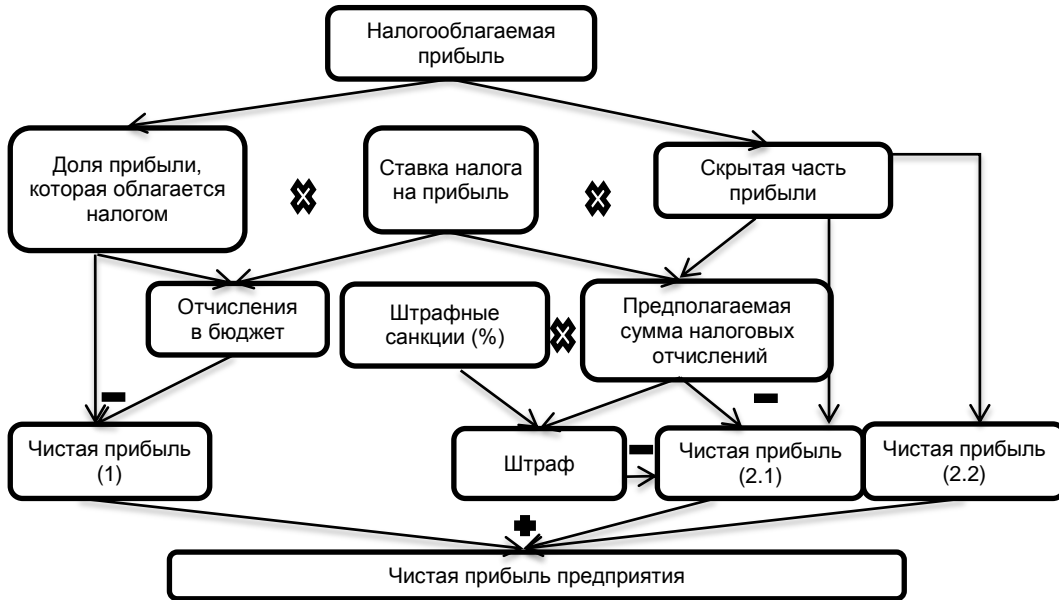 Налогооблагаемая
прибыль
Доля прибыли,
которая облагается
налогом
Ставка налога
на прибыль
Скрытая часть
прибыли
Отчисления
в бюджет
Штрафные
санкции (%)
Предполагаемая
сумма налоговых
отчислений
Чистая прибыль
(1)
Штраф
Чистая прибыль
(2.1)
Чистая прибыль
(2.2)
Чистая прибыль предприятия